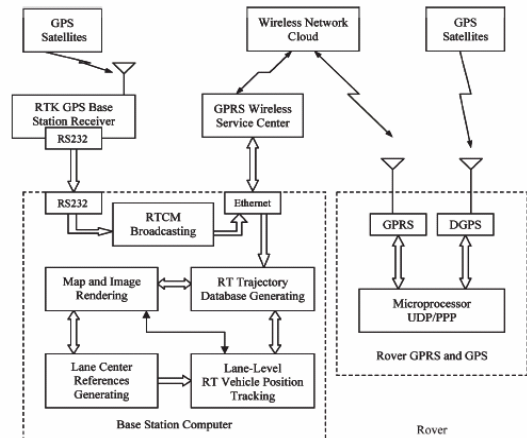 GPS
Satellites
Wireless Network
Cloud
GPS
Satellites
RTK GPS Base
Station Receiver
RS232
GPRS Wireless
Service Center
RS232
Ethernet
RTCM
Broadcasting
GPRS
DGPS
Map and Image
Rendering
RT Trajectory
Database Generating
Microprocessor
UDP/PPP
Rover GPRS and GPS
Lane Center
References
Generating
Lane-Level
RT Vehicle Position
Tracking
Base Station Computer
Rover